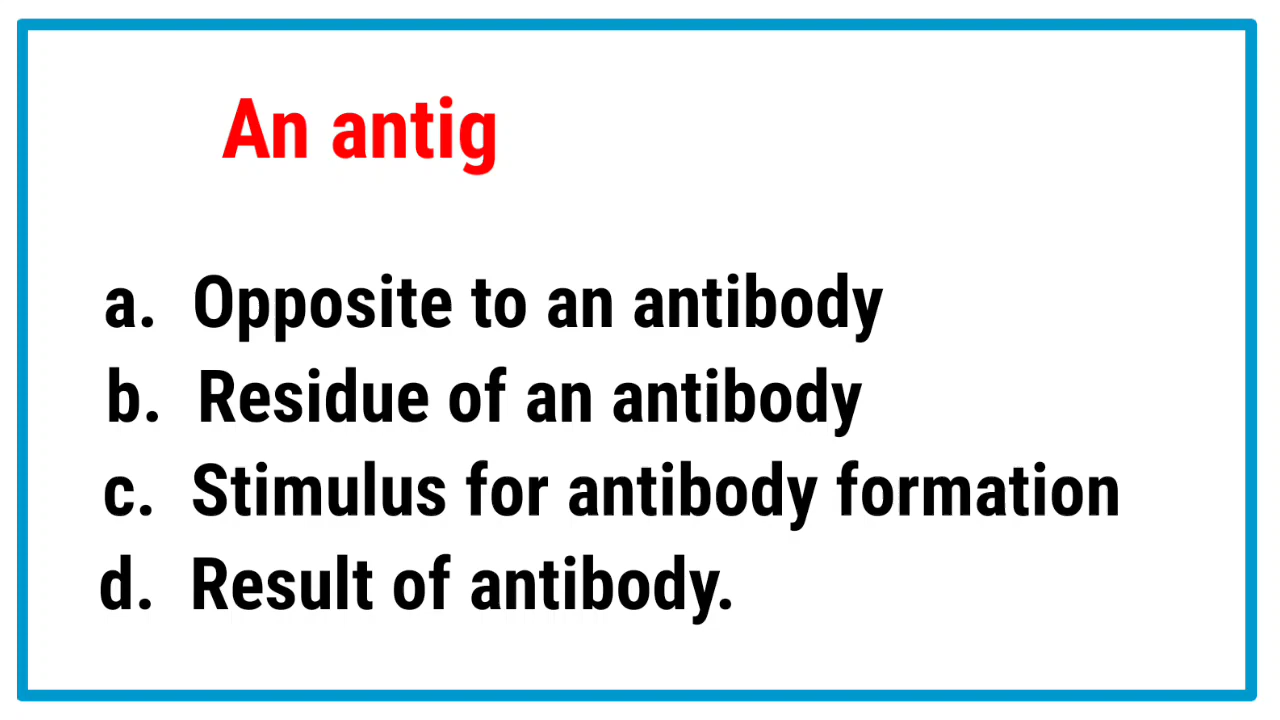 An antig
a. Opposite to an antibody
b. Residue of an antibody
c. Stimulus for antibody formation
d. Result of antibody.